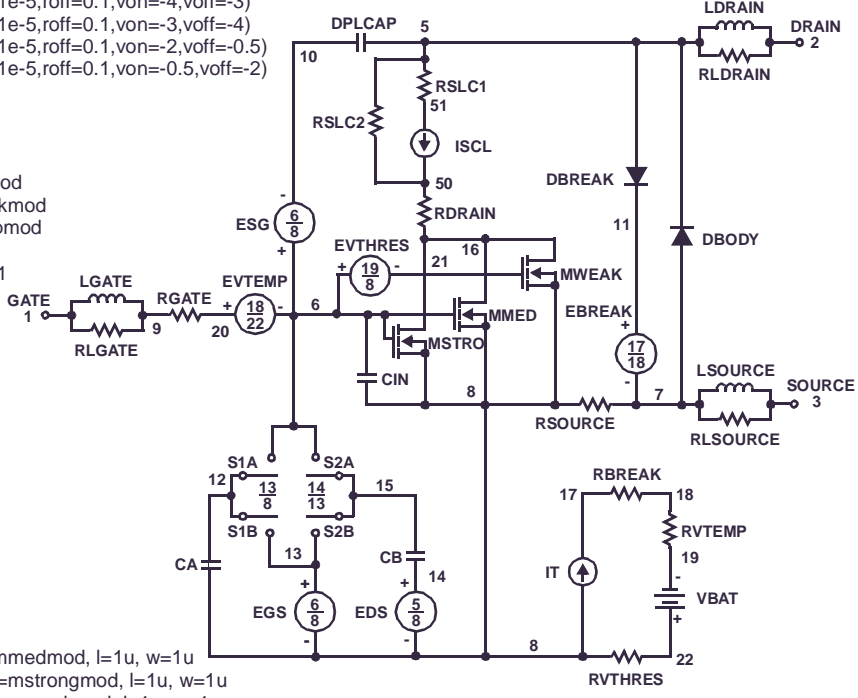 1e-5,roff=0.1,von=-4,voff=-3)
1e-5,roff=0.1,von=-3,voff=-4)
1e-5,roff=0.1,von=-2,voff=-0.5)
1e-5,roff=0.1,von=-0.5,voff=-2)
LDRAIN
DPLCAP
5
DRAIN
2
10
RLDRAIN
RSLC1
51
RSLC2
ISCL
50
DBREAK
RDRAIN
11
DBODY
ESG
6
8
-
+
EVTHRES
+
19
8
-
21
16
MWEAK
LGATE
GATE
1
RLGATE
9
RGATE
20
EVTEMP
+
18
22
-
6
MMED
MSTRO
EBREAK
+
17
18
-
CIN
8
RSOURCE
7
LSOURCE
SOURCE
3
RLSOURCE
12
S1A
S2A
13
8
14
13
15
S1B
S2B
13
CA
CB
14
EGS
+
6
8
-
EDS
+
5
8
-
8
RBREAK
17
18
RVTEMP
19
IT
-
VBAT
+
22
RVTHRES
od
kmod
omod
1
mmedmod, l=1u, w=1u
=mstrongmod, l=1u, w=1u